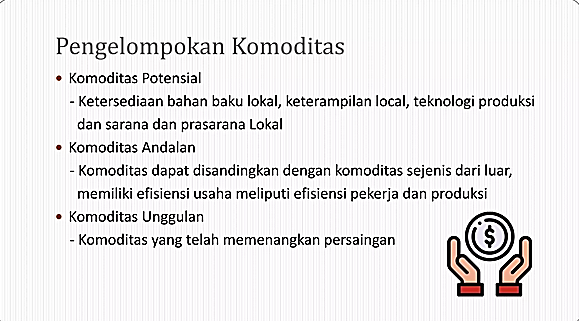 Pengelompokan Komoditas
• Komoditas Potensial
- Ketersediaan bahan baku lokal, keterampilan local, teknologi produksi
dan sarana dan prasarana Lokal
• Komoditas Andalan
- Komoditas dapat disandingkan dengan komoditas sejenis dari luar,
memiliki efisiensi usaha meliputi efisiensi pekerja dan produksi
• Komoditas Unggulan
- Komoditas yang telah memenangkan persaingan
$